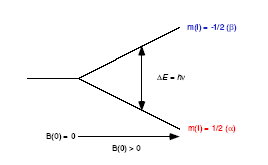 m(I) = -1/2 (β)
ΔE = hν
m(I) = 1/2 (α)
B(0) = 0
B(0) > 0